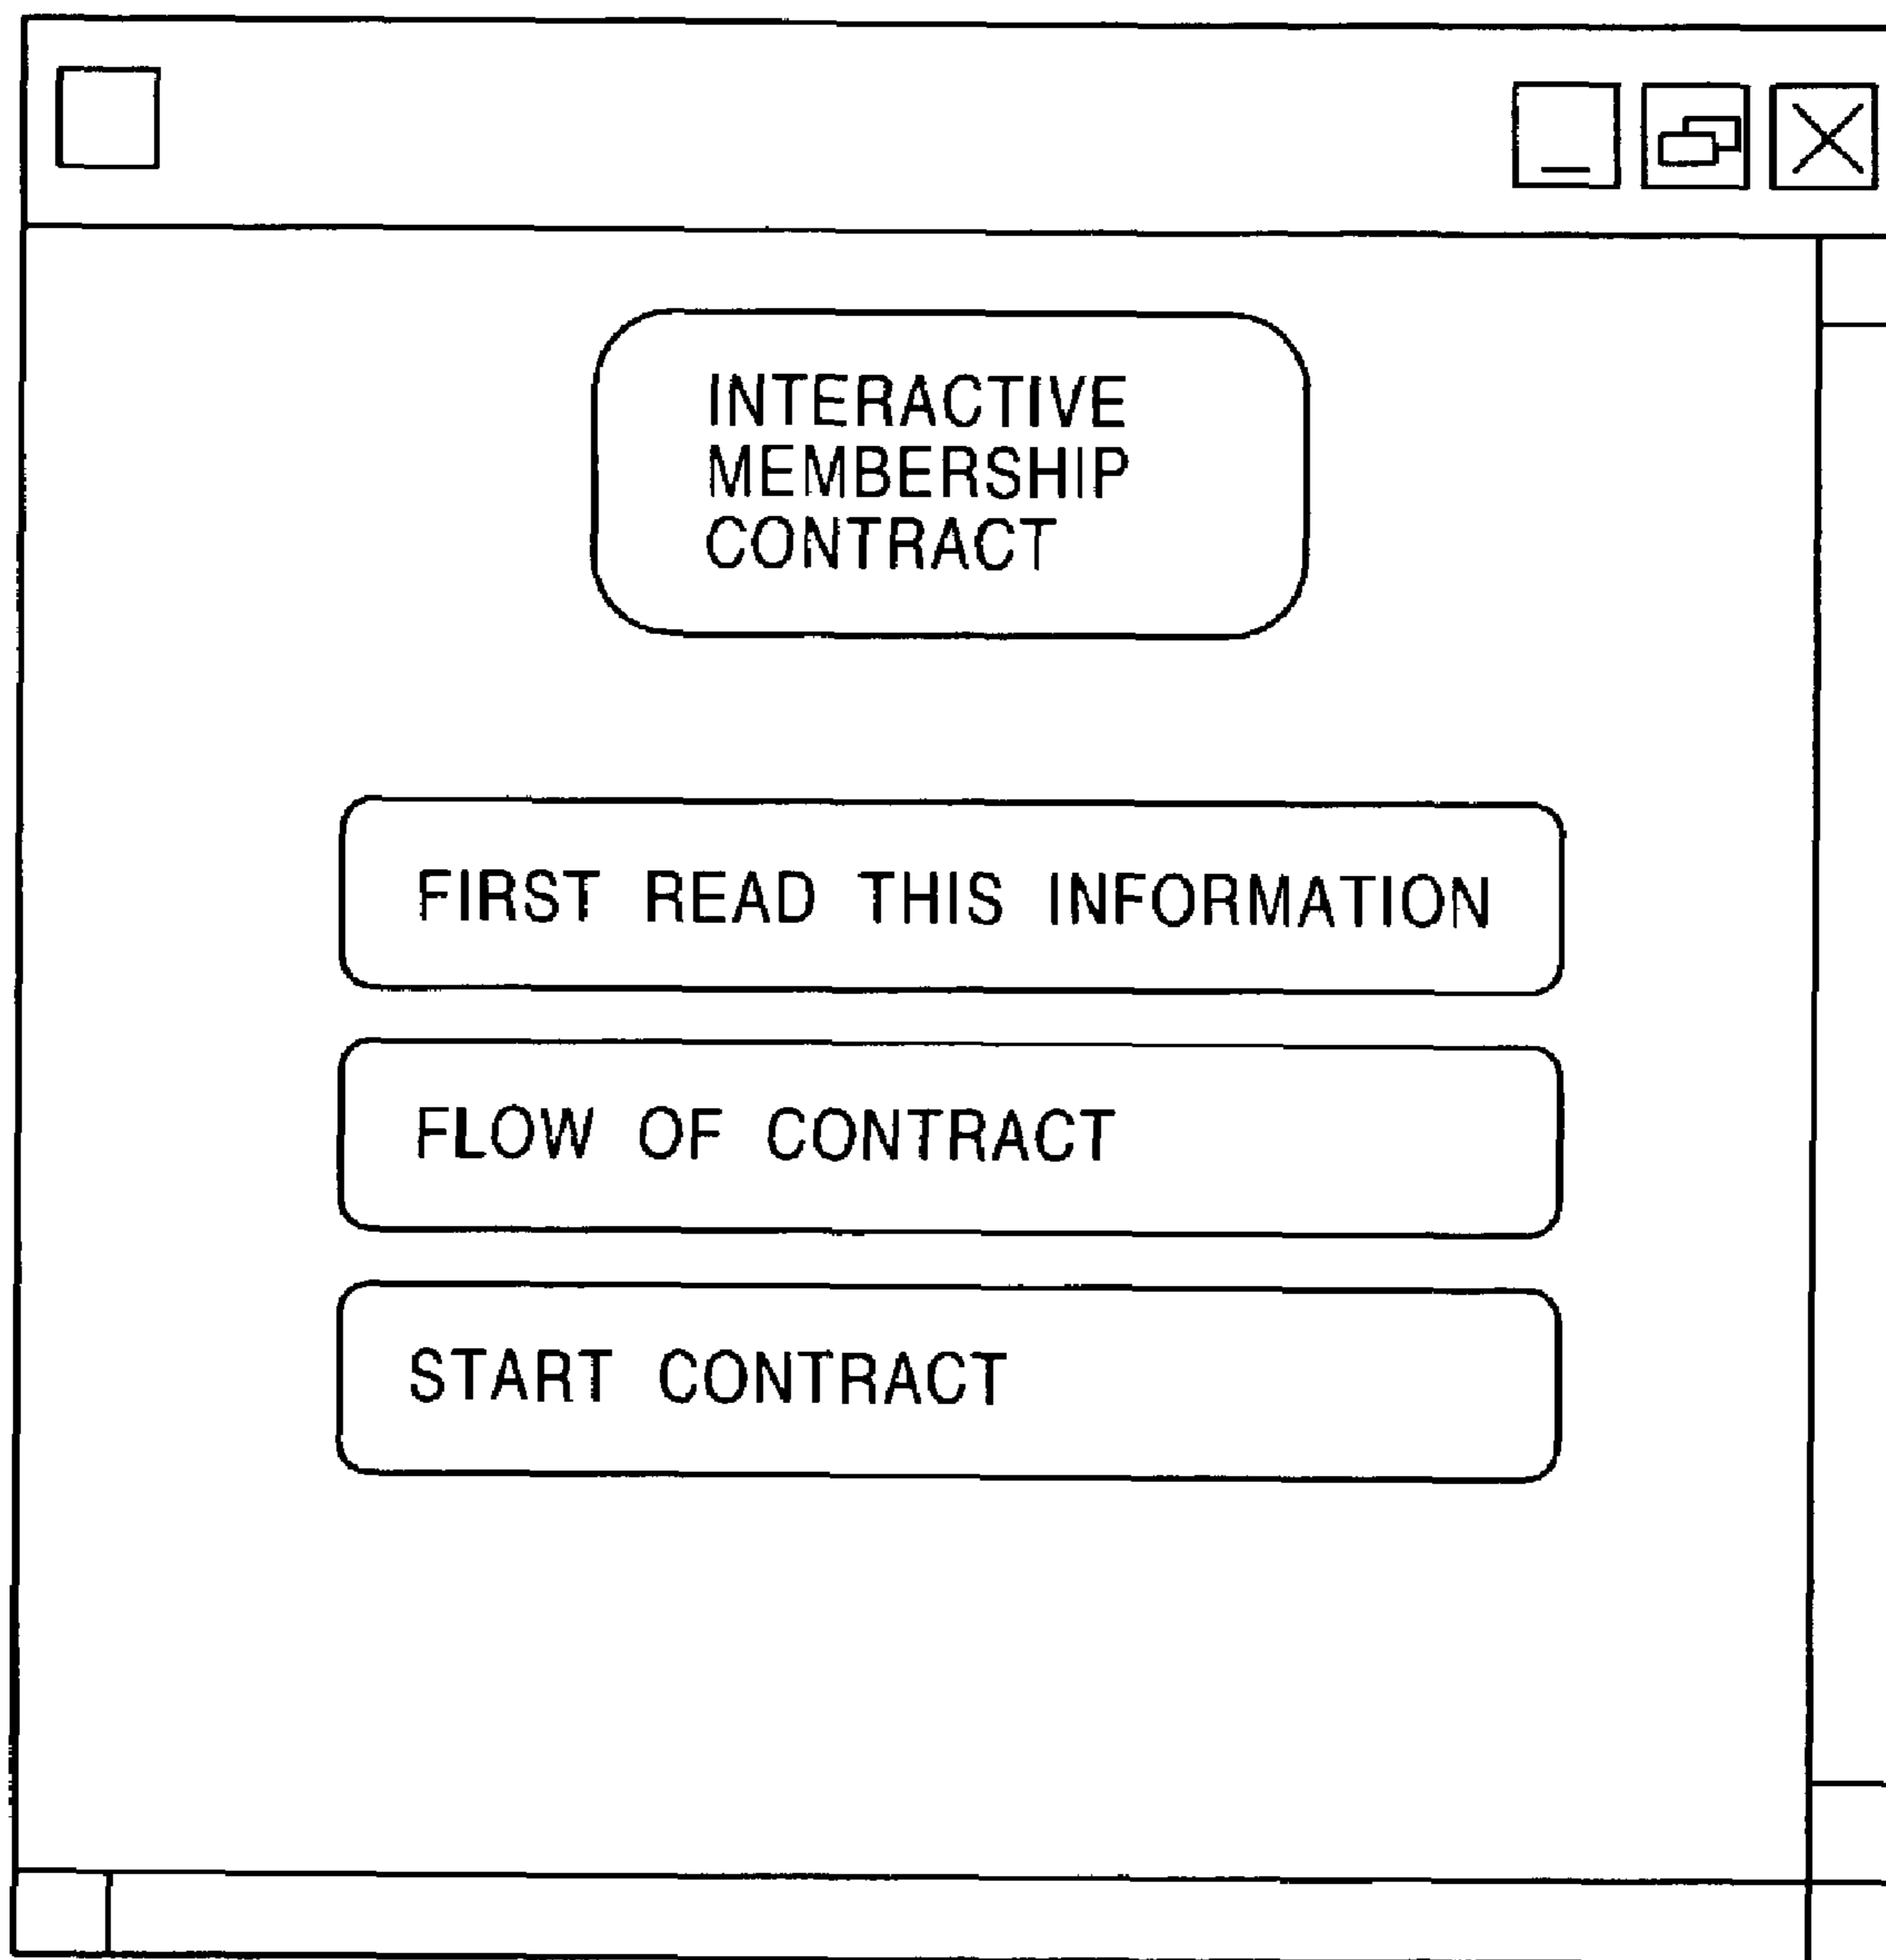 INTERACTIVE
MEMBERSHIP
CONTRACT
FIRST READ THIS INFORMATION
FLOW OF CONTRACT
START CONTRACT